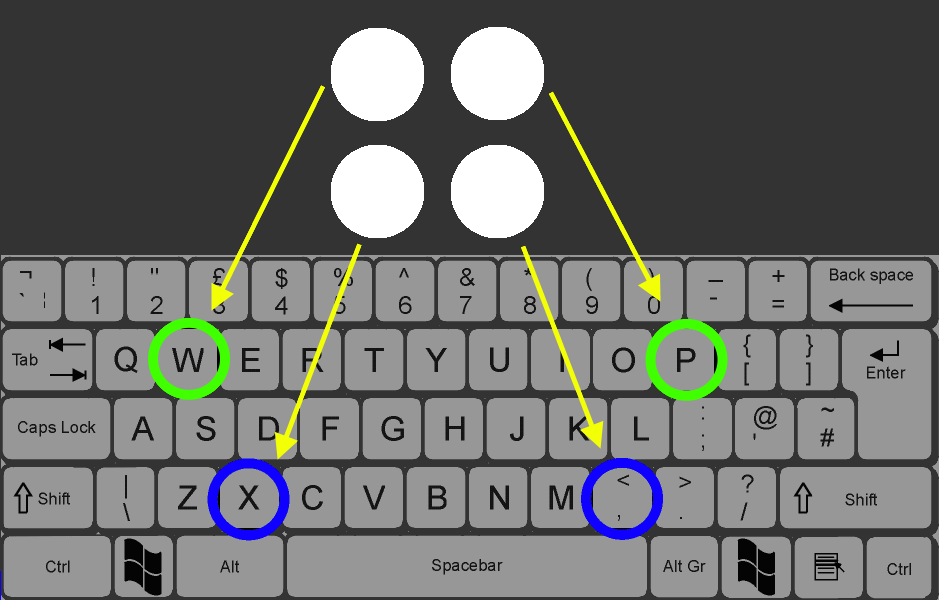 ¬ ! " £ $ % ^ & * ( ) _ + Back space
` ¦ 1 2 3 4 5 6 7 8 9 0 - =
Tab Q W E R T Y U I O P { [ } ] Enter
Caps Lock A S D F G H J K L : ; @ ' ~ #
Shift | \ Z X C V B N M < , > . ? / Shift
Ctrl Alt Spacebar Alt Gr Ctrl